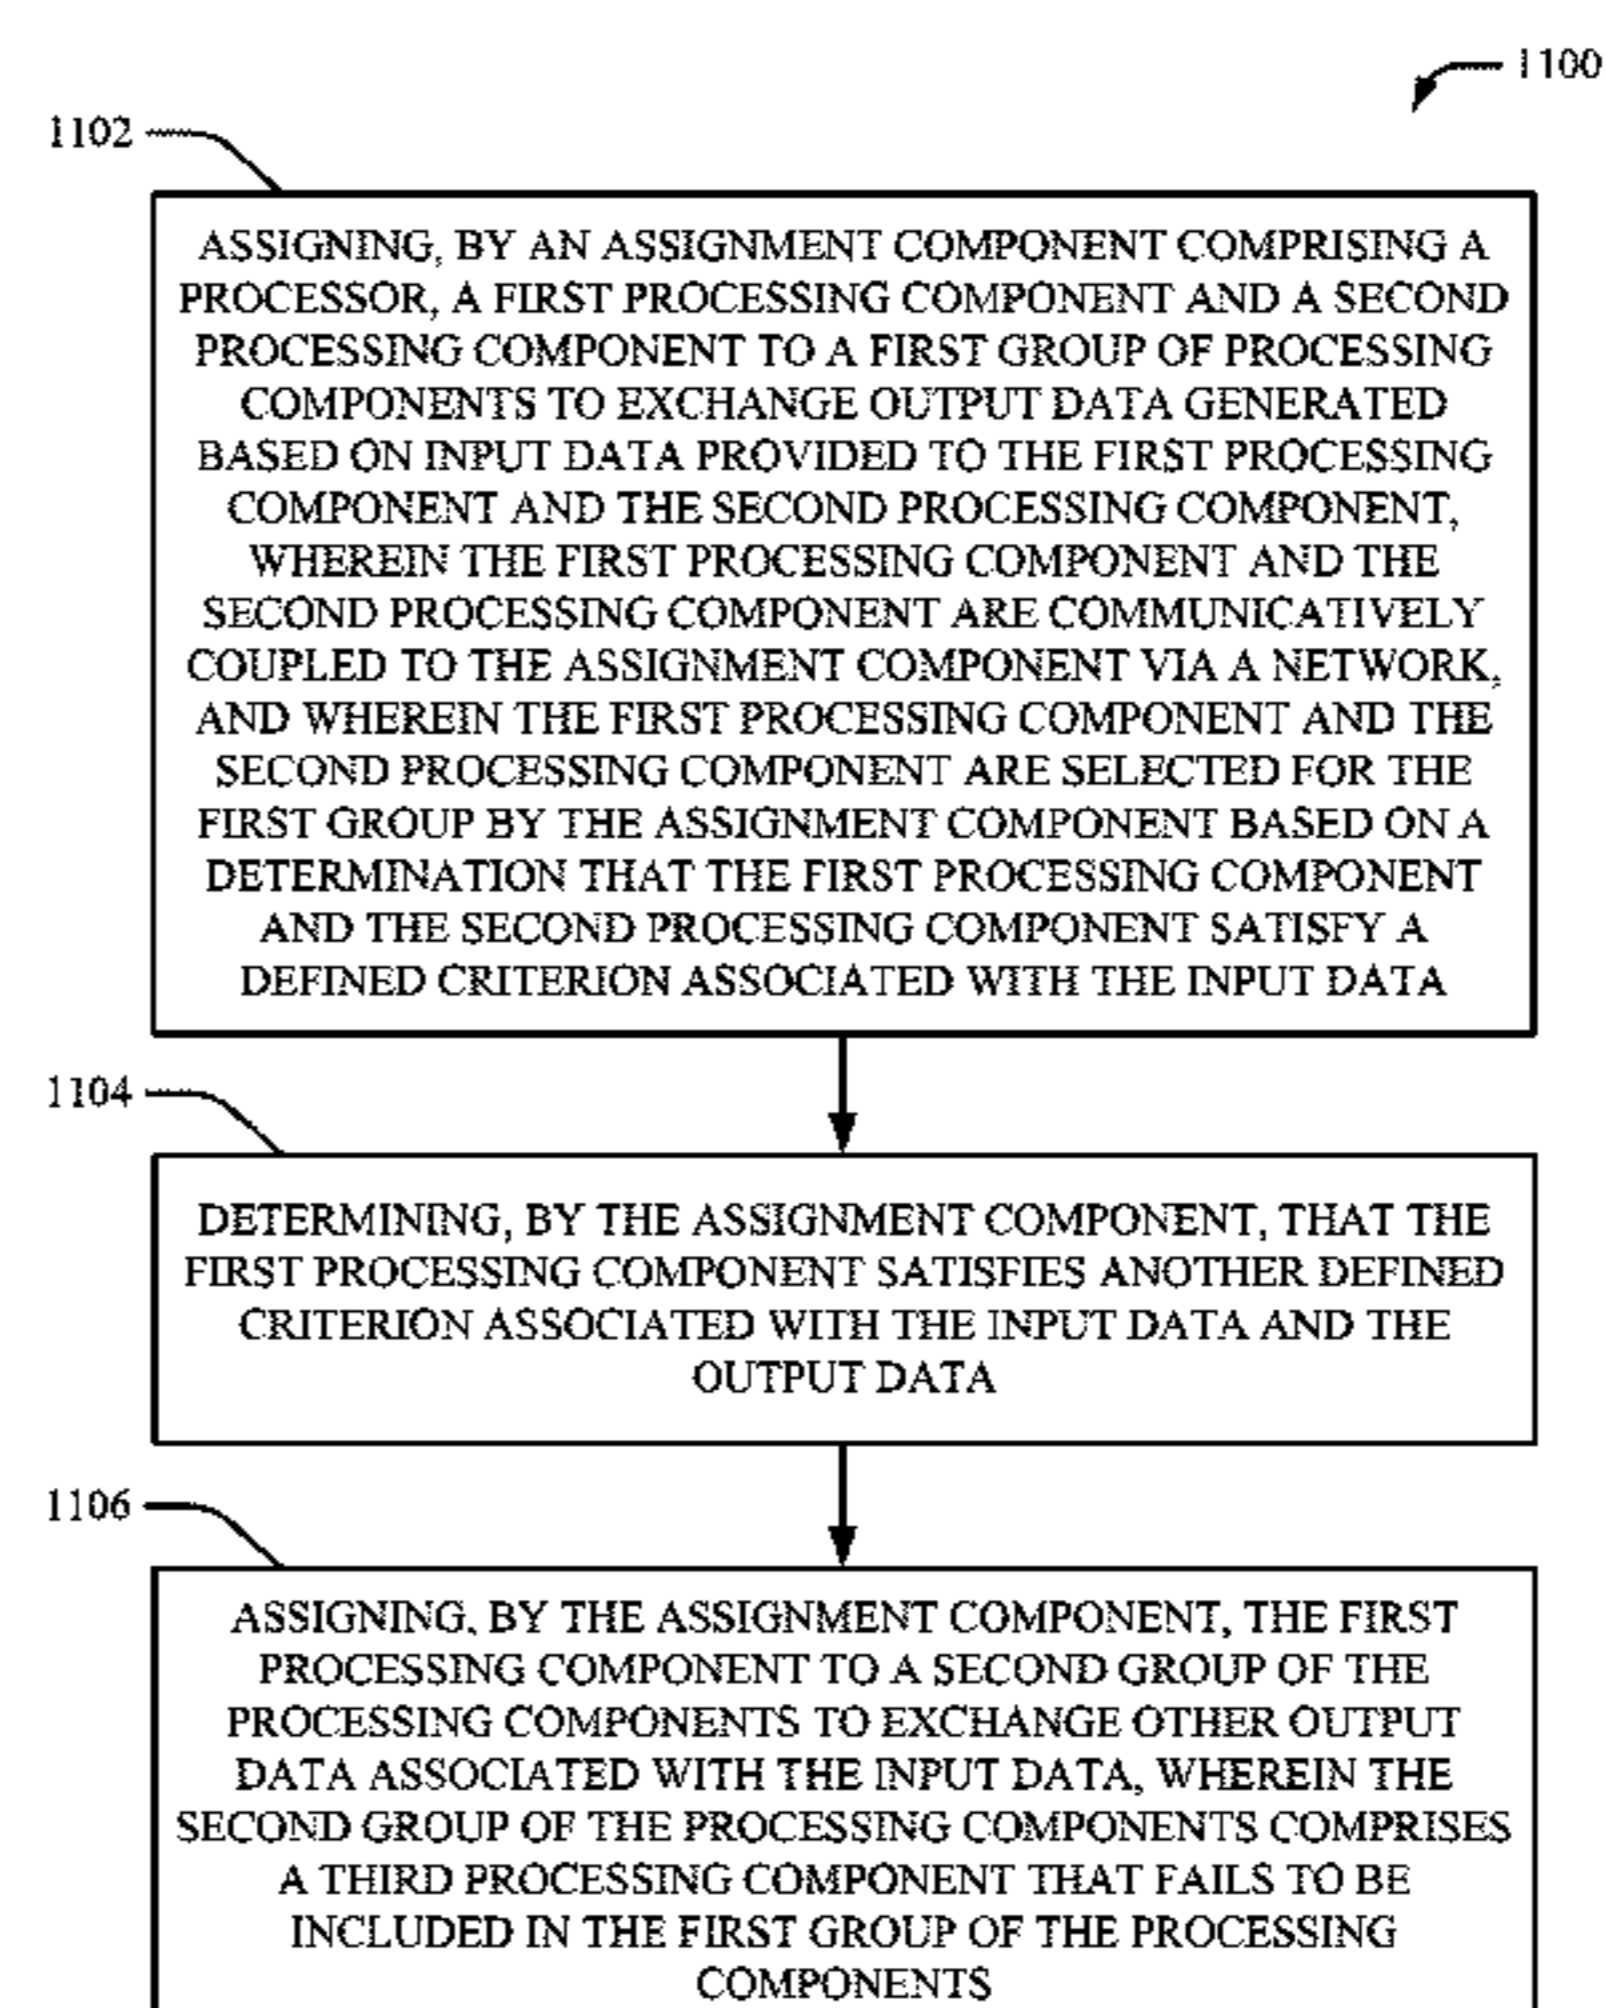 1100
1102
ASSIGNING, BY AN ASSIGNMENT COMPONENT COMPRISING A
PROCESSOR, A FIRST PROCESSING COMPONENT AND A SECOND
PROCESSING COMPONENT TO A FIRST GROUP OF PROCESSING
COMPONENTS TO EXCHANGE OUTPUT DATA GENERATED
BASED ON INPUT DATA PROVIDED TO THE FIRST PROCESSING
COMPONENT AND THE SECOND PROCESSING COMPONENT,
WHEREIN THE FIRST PROCESSING COMPONENT AND THE
SECOND PROCESSING COMPONENT ARE COMMUNICATIVELY
COUPLED TO THE ASSIGNMENT COMPONENT VIA A NETWORK,
AND WHEREIN THE FIRST PROCESSING COMPONENT AND THE
SECOND PROCESSING COMPONENT ARE SELECTED FOR THE
FIRST GROUP BY THE ASSIGNMENT COMPONENT BASED ON A
DETERMINATION THAT THE FIRST PROCESSING COMPONENT
AND THE SECOND PROCESSING COMPONENT SATISFY A
DEFINED CRITERION ASSOCIATED WITH THE INPUT DATA
1104
DETERMINING, BY THE ASSIGNMENT COMPONENT, THAT THE
FIRST PROCESSING COMPONENT SATISFIES ANOTHER DEFINED
CRITERION ASSOCIATED WITH THE INPUT DATA AND THE
OUTPUT DATA
1106
ASSIGNING, BY THE ASSIGNMENT COMPONENT, THE FIRST
PROCESSING COMPONENT TO A SECOND GROUP OF THE
PROCESSING COMPONENTS TO EXCHANGE OTHER OUTPUT
DATA ASSOCIATED WITH THE INPUT DATA, WHEREIN THE
SECOND GROUP OF THE PROCESSING COMPONENTS COMPRISES
A THIRD PROCESSING COMPONENT THAT FAILS TO BE
INCLUDED IN THE FIRST GROUP OF THE PROCESSING
COMPONENTS